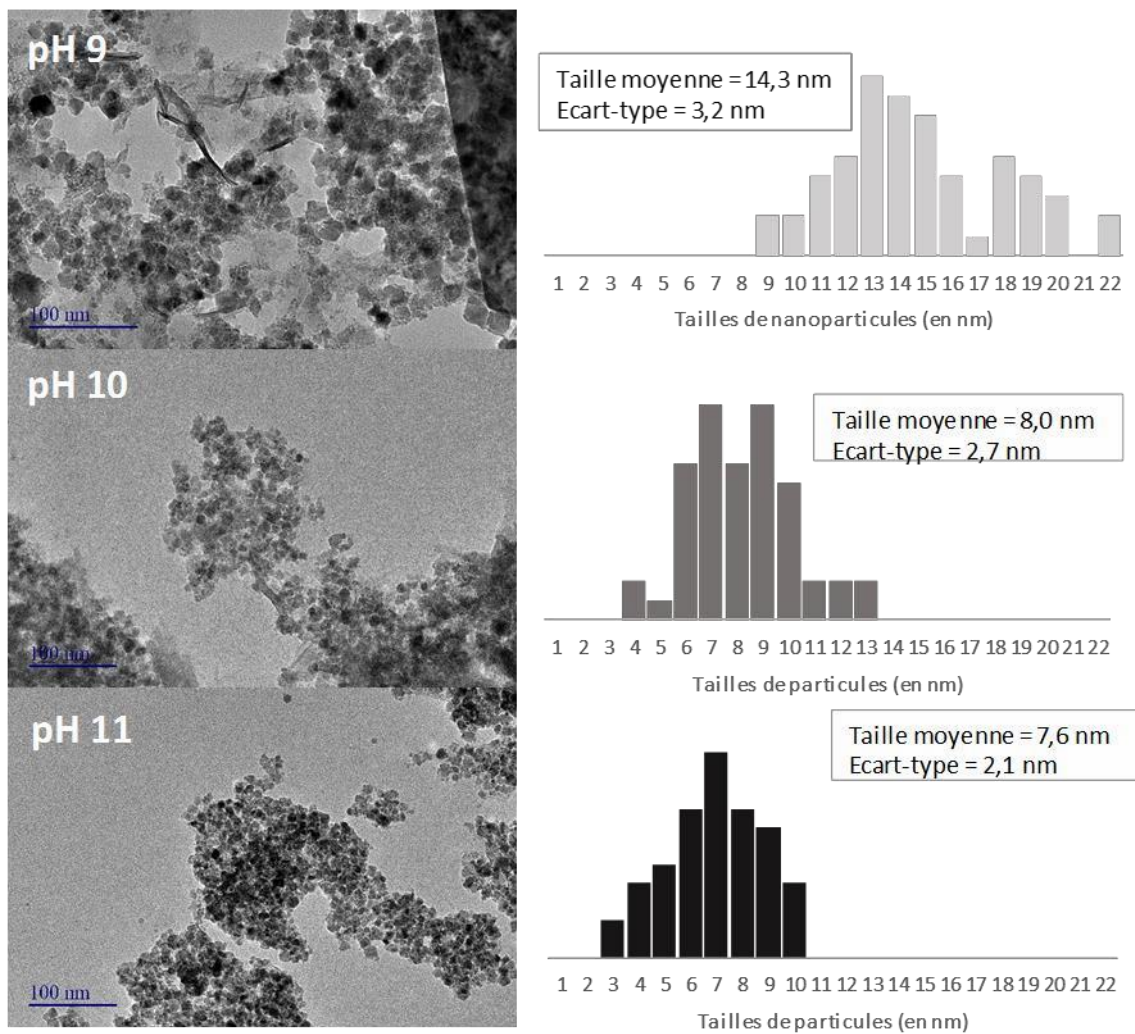 pH 9
Taille moyenne = 14,3 nm
Ecart-type = 3,2 nm
100 nm
1 2 3 4 5 6 7 8 9 10 11 12 13 14 15 16 17 18 19 20 21 22
Tailles de nanoparticules (en nm)
pH 10
Taille moyenne = 8,0 nm
Ecart-type = 2,7 nm
100 nm
1 2 3 4 5 6 7 8 9 10 11 12 13 14 15 16 17 18 19 20 21 22
Tailles de particules (en nm)
pH 11
Taille moyenne = 7,6 nm
Ecart-type = 2,1 nm
100 nm
1 2 3 4 5 6 7 8 9 10 11 12 13 14 15 16 17 18 19 20 21 22
Tailles de particules (en nm)